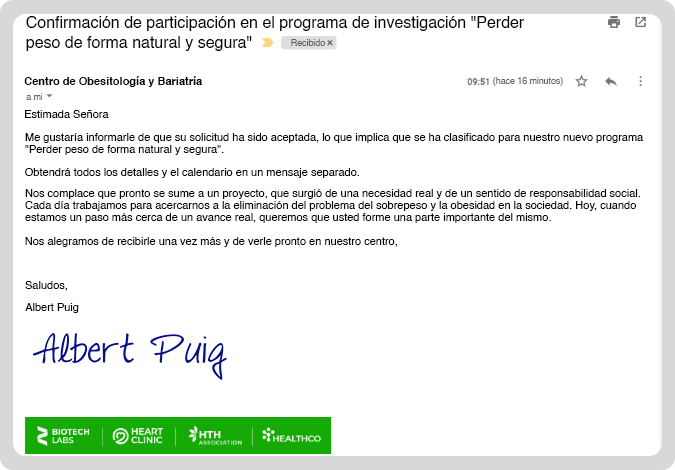 Confirmación de participación en el programa de investigación "Perder
peso de forma natural y segura"
Recibido ×
Centro de Obesitología y Bariatría
09:51 (hace 16 minutos)
a mi
Estimada Señora
Me gustaría informarle de que su solicitud ha sido aceptada, lo que implica que se ha clasificado para nuestro nuevo programa
"Perder peso de forma natural y segura".
Obtendrá todos los detalles y el calendario en un mensaje separado.
Nos complace que pronto se sume a un proyecto, que surgió de una necesidad real y de un sentido de responsabilidad social.
Cada día trabajamos para acercarnos a la eliminación del problema del sobrepeso y la obesidad en la sociedad. Hoy, cuando
estamos un paso más cerca de un avance real, queremos que usted forme una parte importante del mismo.
Nos alegramos de recibirle una vez más y de verle pronto en nuestro centro,
Saludos,
Albert Puig
Albert Puig
BIOTECH
LABS
HEART
CLINIC
HTH
ASSOCIATION
HEALTHCO